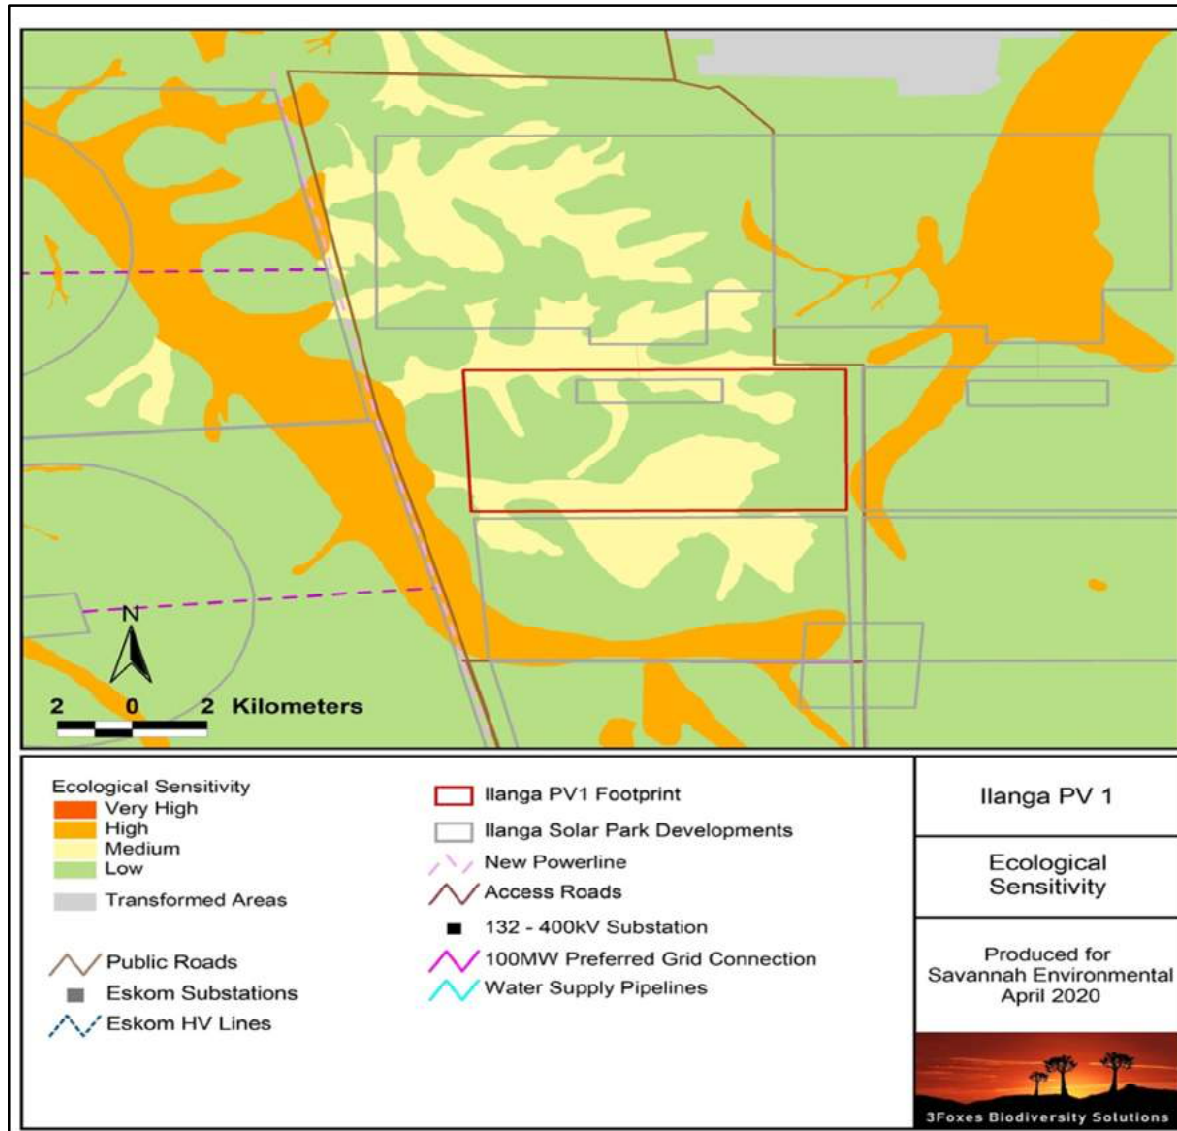 N
2 0 2 Kilometers
Ecological Sensitivity
Very High
High
Medium
Low
Transformed Areas
Public Roads
Eskom Substations
Eskom HV Lines
Ilanga PV1 Footprint
Ilanga Solar Park Developments
New Powerline
Access Roads
132 - 400kV Substation
100MW Preferred Grid Connection
Water Supply Pipelines
Ilanga PV 1
Ecological
Sensitivity
Produced for
Savannah Environmental
April 2020
3Foxes Biodiversity Solutions